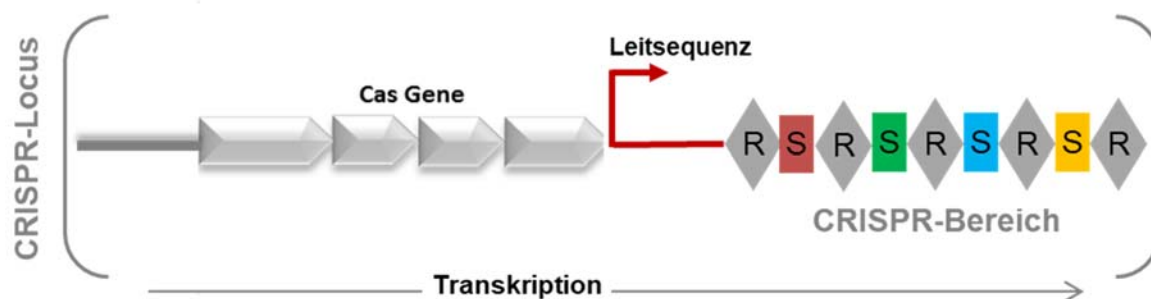 CRISPR-Locus
Leitsequenz
Cas Gene
R S R S R S R S R
CRISPR-Bereich
Transkription